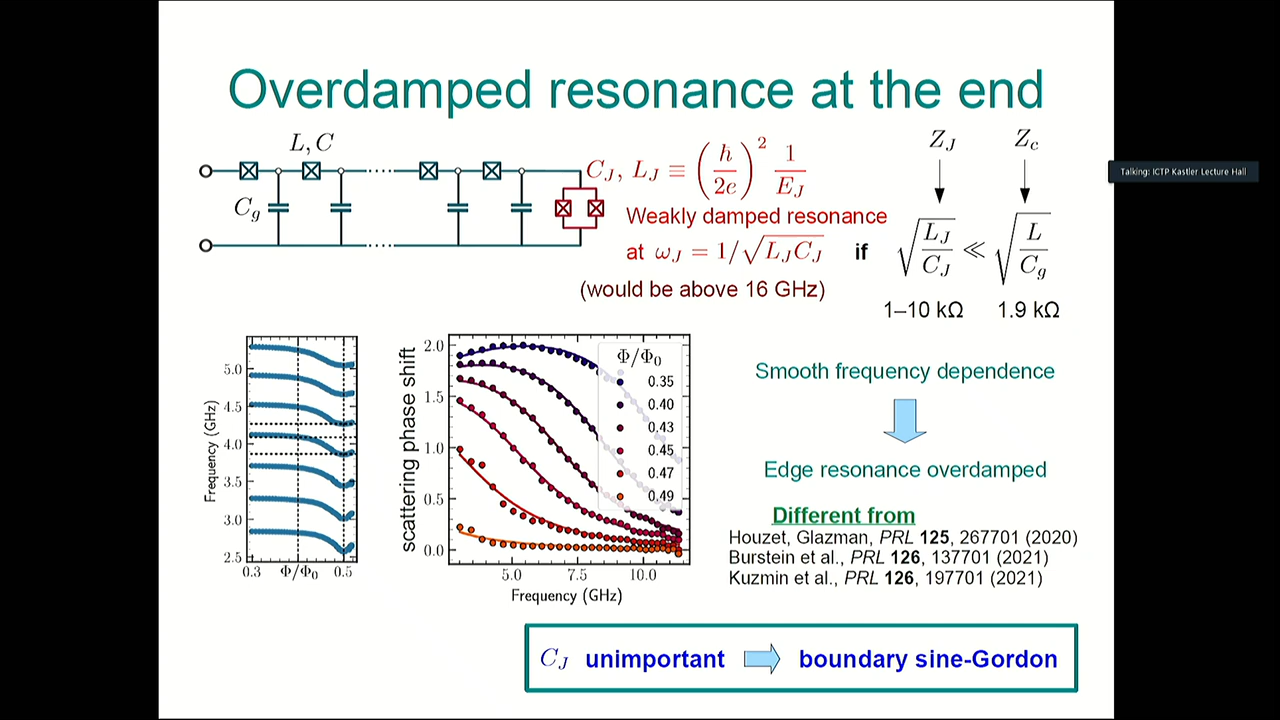 Overdamped resonance at the end
L, C
C_g
C_J, L_J ≡ (ħ/2e)² 1/E_J
Weakly damped resonance
at ω_J = 1/√(L_J C_J) if
(would be above 16 GHz)
Z_J Z_c
√(L_J/C_J) ≪ √(L/C_g)
1–10 kΩ 1.9 kΩ
Talking: ICTP Kastler Lecture Hall
Frequency (GHz)
5.0
4.5
4.0
3.5
3.0
2.5
0.3 Φ/Φ₀ 0.5
scattering phase shift
2.0
1.5
1.0
0.5
0.0
5.0 7.5 10.0
Frequency (GHz)
Φ/Φ₀
0.35
0.40
0.43
0.45
0.47
0.49
Smooth frequency dependence
Edge resonance overdamped
Different from
Houzet, Glazman, PRL 125, 267701 (2020)
Burstein et al., PRL 126, 137701 (2021)
Kuzmin et al., PRL 126, 197701 (2021)
C_J unimportant boundary sine-Gordon